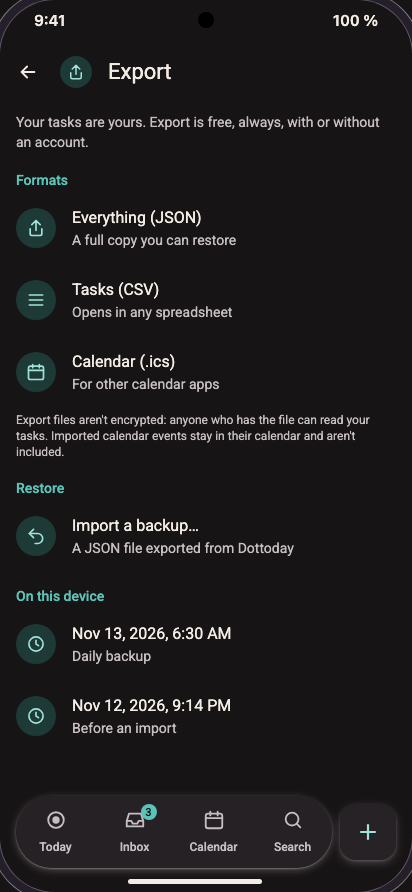 9:41
100 %
Export
Your tasks are yours. Export is free, always, with or without
an account.
Formats
Everything (JSON)
A full copy you can restore
Tasks (CSV)
Opens in any spreadsheet
Calendar (.ics)
For other calendar apps
Export files aren't encrypted: anyone who has the file can read your
tasks. Imported calendar events stay in their calendar and aren't
included.
Restore
Import a backup…
A JSON file exported from Dottoday
On this device
Nov 13, 2026, 6:30 AM
Daily backup
Nov 12, 2026, 9:14 PM
Before an import
3
Today
Inbox
Calendar
Search